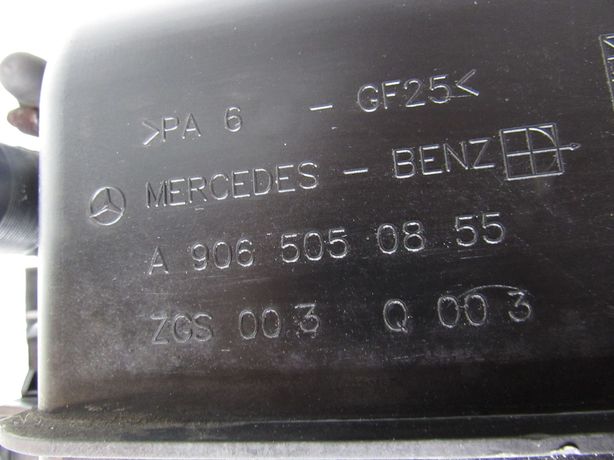 >PA 6 - GF25<
MERCEDES - BENZ
A 906 505 08 55
ZGS 003 Q 003